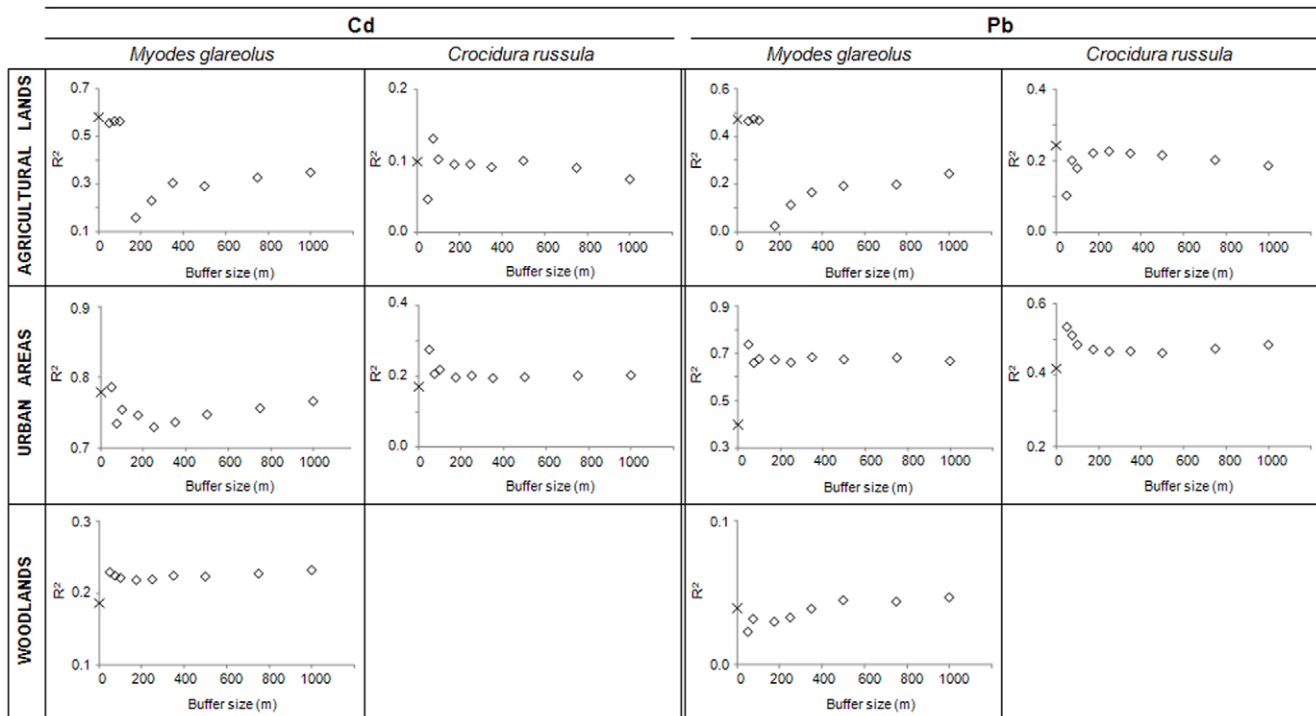 Cd Pb
Myodes glareolus Crocidura russula Myodes glareolus Crocidura russula
AGRICULTURAL LANDS
0.7
0.5
0.3
0.1
R²
0 200 400 600 800 1000
Buffer size (m)
0.2
0.1
0.0
R²
0 200 400 600 800 1000
Buffer size (m)
0.6
0.4
0.2
0.0
R²
0 200 400 600 800 1000
Buffer size (m)
0.4
0.2
0.0
R²
0 200 400 600 800 1000
Buffer size (m)
URBAN AREAS
0.9
0.8
0.7
R²
0 200 400 600 800 1000
Buffer size (m)
0.4
0.2
0.0
R²
0 200 400 600 800 1000
Buffer size (m)
0.9
0.7
0.5
0.3
R²
0 200 400 600 800 1000
Buffer size (m)
0.6
0.4
0.2
R²
0 200 400 600 800 1000
Buffer size (m)
WOODLANDS
0.3
0.2
0.1
R²
0 200 400 600 800 1000
Buffer size (m)
0.1
0.0
R²
0 200 400 600 800 1000
Buffer size (m)